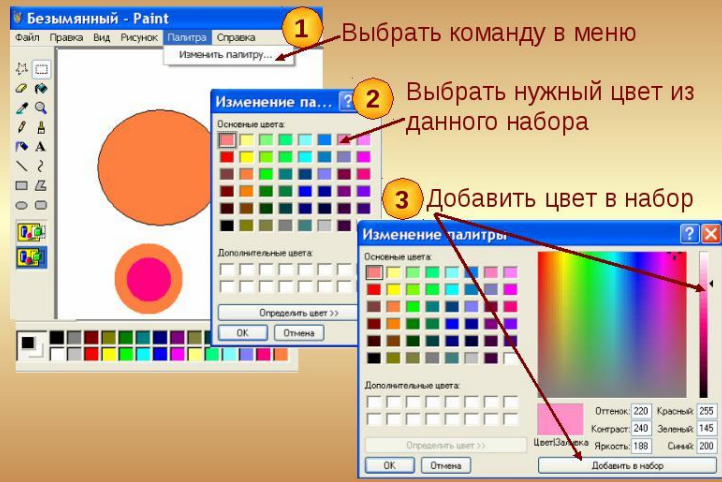 Безымянный - Paint
Файл Правка Вид Рисунок Палитра Справка
Изменить палитру...
1
Выбрать команду в меню
Изменение па...
?
2
Выбрать нужный цвет из
данного набора
Основные цвета:
Дополнительные цвета:
Определить цвет >>
OK Отмена
3
Добавить цвет в набор
Изменение палитры
? X
Основные цвета:
Дополнительные цвета:
Определить цвет >>
OK Отмена
Цвет|Заливка
Оттенок: 220 Красный: 255
Контраст: 240 Зеленый: 145
Яркость: 188 Синий: 200
Добавить в набор